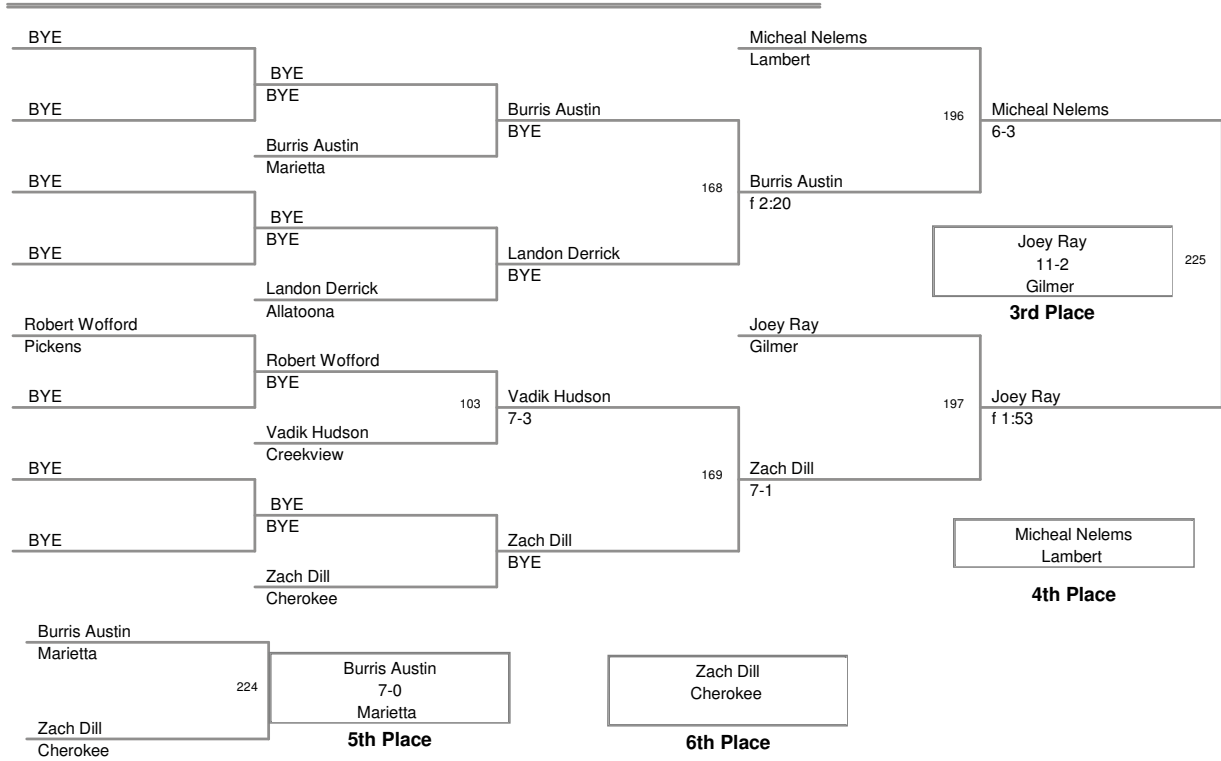 BYE
Micheal Nelems
Lambert
BYE
BYE
BYE
Burris Austin
BYE
196
Micheal Nelems
6-3
Burris Austin
Marietta
BYE
168
Burris Austin
f 2:20
BYE
BYE
BYE
Landon Derrick
BYE
Joey Ray
11-2
Gilmer
225
3rd Place
Landon Derrick
Allatoona
Robert Wofford
Pickens
Joey Ray
Gilmer
Robert Wofford
BYE
BYE
103
Vadik Hudson
7-3
197
Joey Ray
f 1:53
Vadik Hudson
Creekview
BYE
169
Zach Dill
7-1
BYE
BYE
BYE
Zach Dill
BYE
Micheal Nelems
Lambert
4th Place
Zach Dill
Cherokee
Burris Austin
Marietta
224
Burris Austin
7-0
Marietta
5th Place
Zach Dill
Cherokee
6th Place
Zach Dill
Cherokee